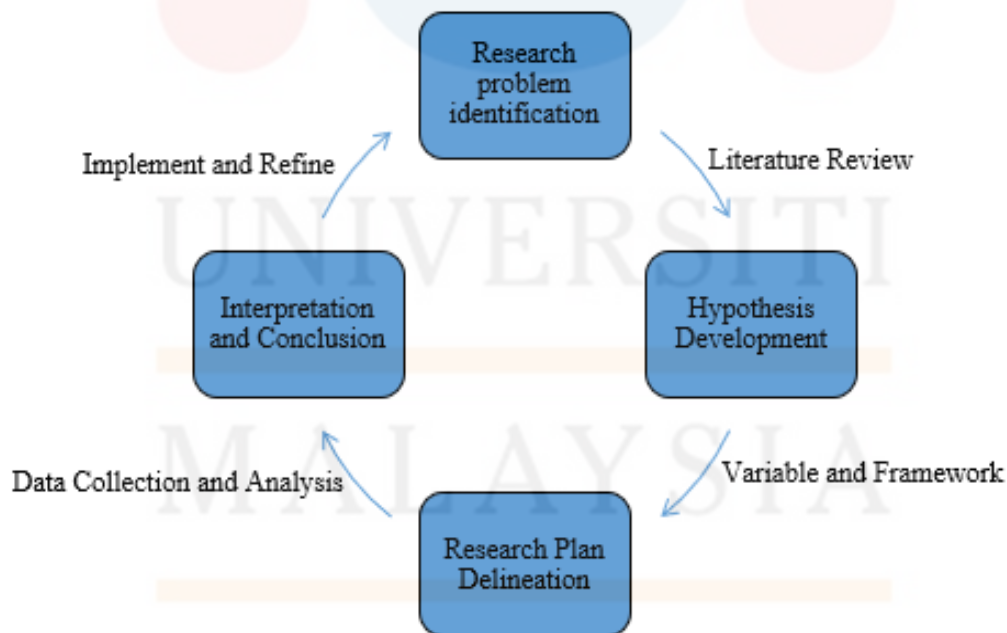 Research
problem
identification
Implement and Refine
Literature Review
UNIVERSITI
Interpretation
and Conclusion
Hypothesis
Development
MALAYSIA
Data Collection and Analysis
Variable and Framework
Research Plan
Delineation